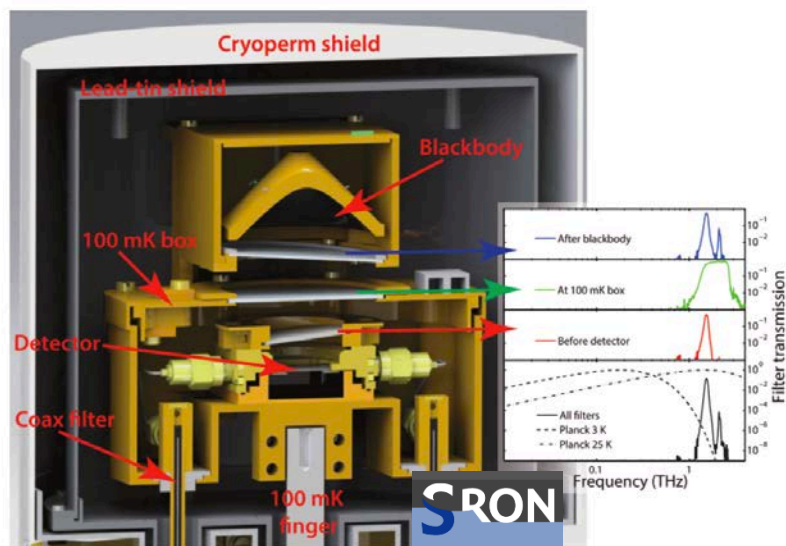 Cryoperm shield
Lead-tin shield
Blackbody
100 mK box
Detector
Coax filter
100 mK
finger
SRON
After blackbody
10⁻¹
10⁻²
At 100 mK box
10⁻¹
10⁻²
Before detector
10⁻¹
10⁻²
All filters
Planck 3 K
Planck 25 K
10⁰
10⁻²
10⁻⁴
10⁻⁶
10⁻⁸
0.1
1
Frequency (THz)
Filter transmission